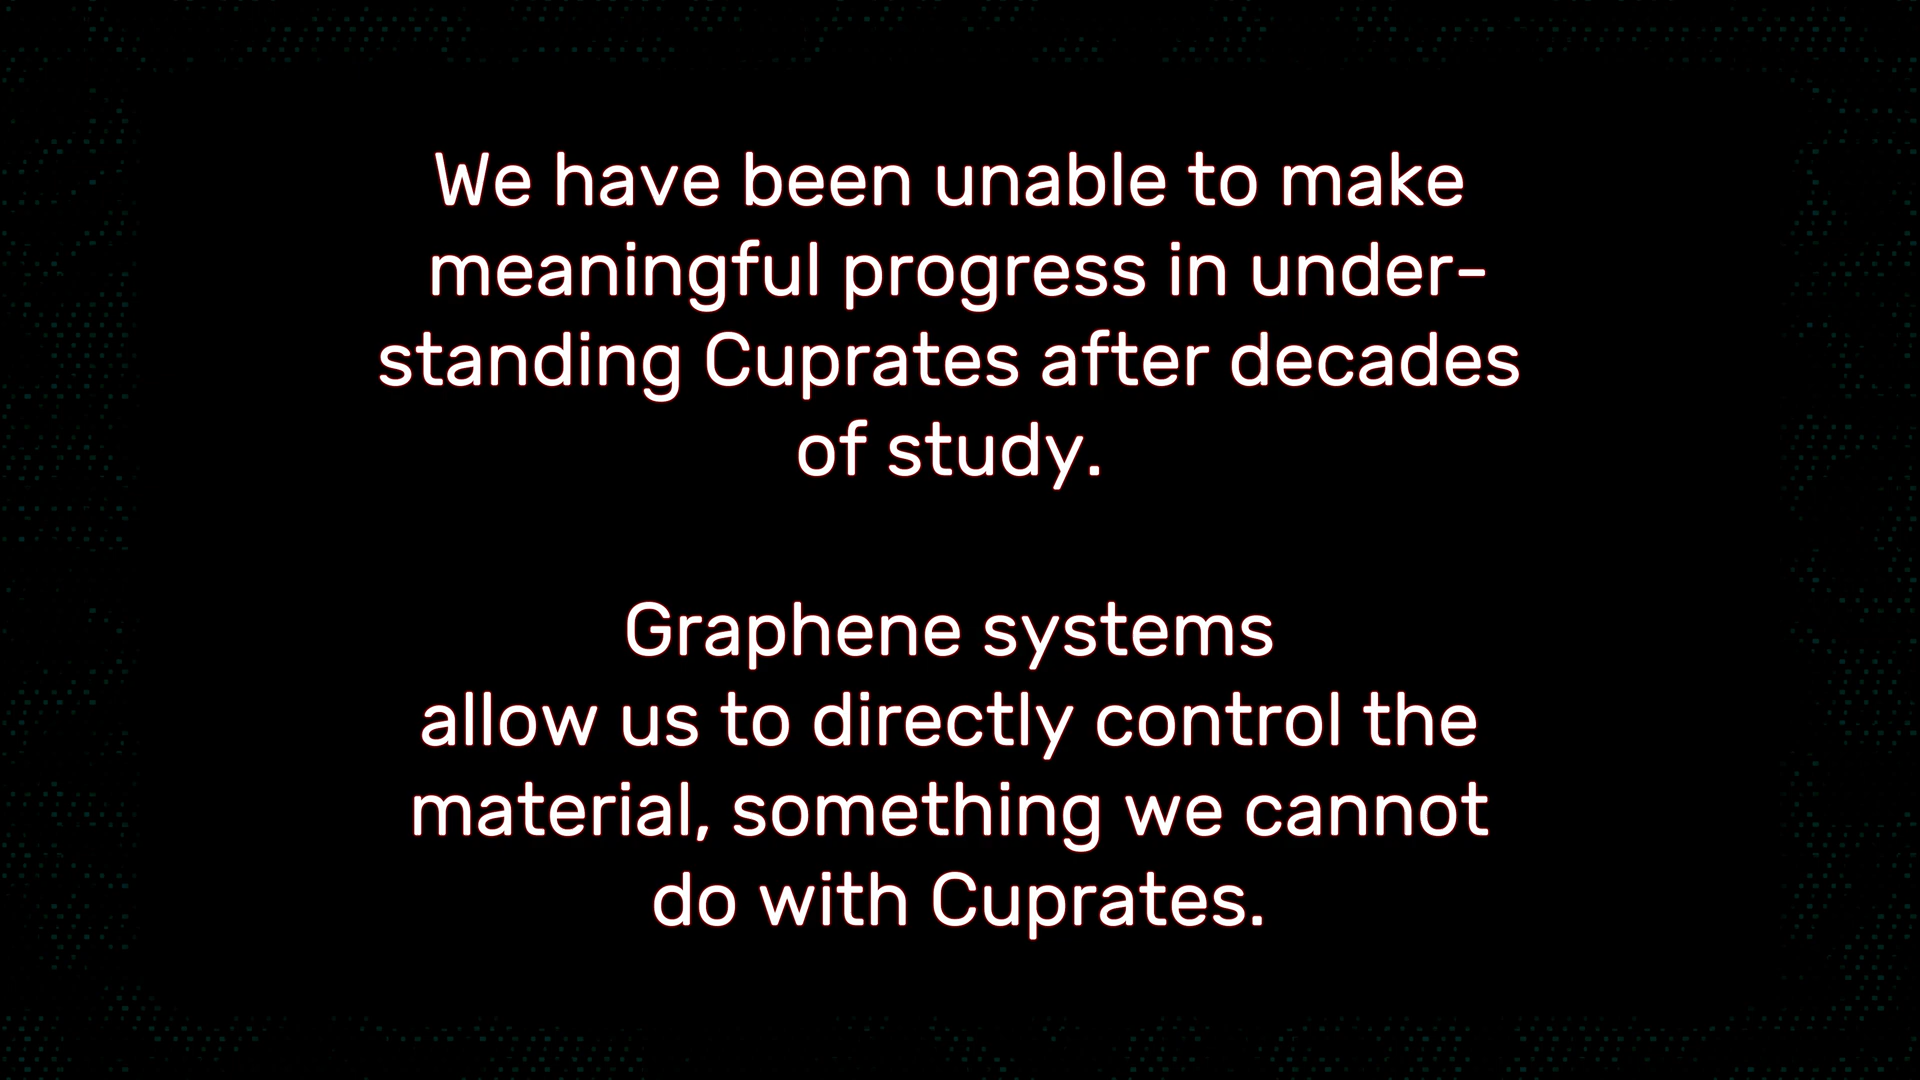 We have been unable to make
meaningful progress in under-
standing Cuprates after decades
of study.
Graphene systems
allow us to directly control the
material, something we cannot
do with Cuprates.